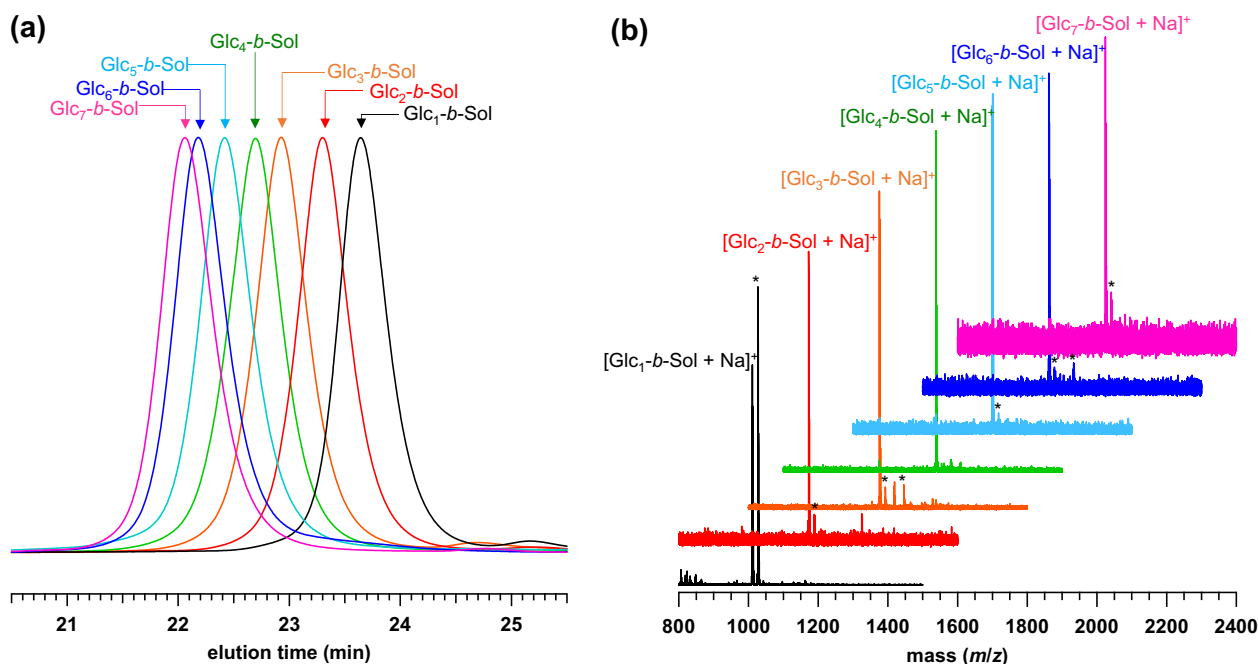 (a)
Glc4-b-Sol
Glc5-b-Sol
Glc3-b-Sol
Glc6-b-Sol
Glc2-b-Sol
Glc7-b-Sol
Glc1-b-Sol
21 22 23 24 25
elution time (min)
(b)
[Glc7-b-Sol + Na]+
[Glc6-b-Sol + Na]+
[Glc5-b-Sol + Na]+
[Glc4-b-Sol + Na]+
[Glc3-b-Sol + Na]+
[Glc2-b-Sol + Na]+
*
*
[Glc1-b-Sol + Na]+
* *
*
* *
*
800 1000 1200 1400 1600 1800 2000 2200 2400
mass (m/z)